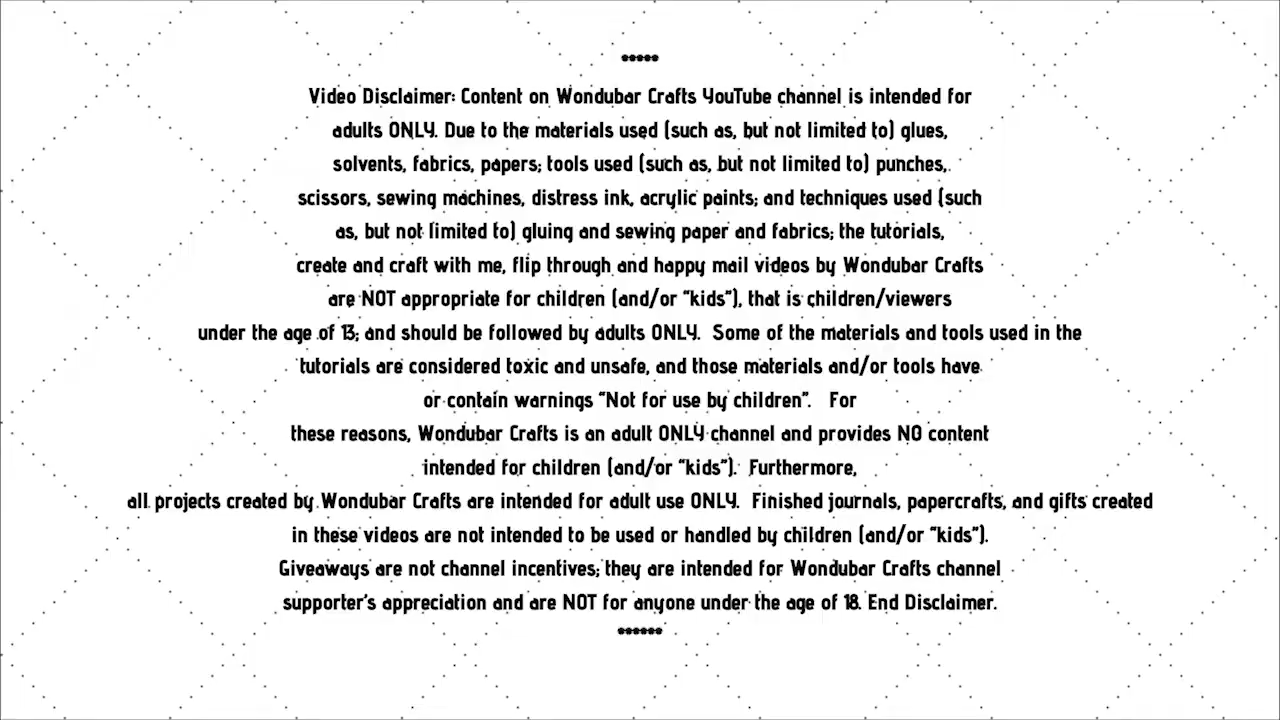 *****
Video Disclaimer: Content on Wondubar Crafts YouTube channel is intended for
adults ONLY. Due to the materials used (such as, but not limited to) glues,
solvents, fabrics, papers; tools used (such as, but not limited to) punches,
scissors, sewing machines, distress ink, acrylic paints; and techniques used (such
as, but not limited to) gluing and sewing paper and fabrics; the tutorials,
create and craft with me, flip through and happy mail videos by Wondubar Crafts
are NOT appropriate for children (and/or "kids"), that is children/viewers
under the age of 13; and should be followed by adults ONLY.  Some of the materials and tools used in the
tutorials are considered toxic and unsafe, and those materials and/or tools have
or contain warnings "Not for use by children".   For
these reasons, Wondubar Crafts is an adult ONLY channel and provides NO content
intended for children (and/or "kids").  Furthermore,
all projects created by Wondubar Crafts are intended for adult use ONLY.  Finished journals, papercrafts, and gifts created
in these videos are not intended to be used or handled by children (and/or "kids").
Giveaways are not channel incentives; they are intended for Wondubar Crafts channel
supporter's appreciation and are NOT for anyone under the age of 18. End Disclaimer.
******